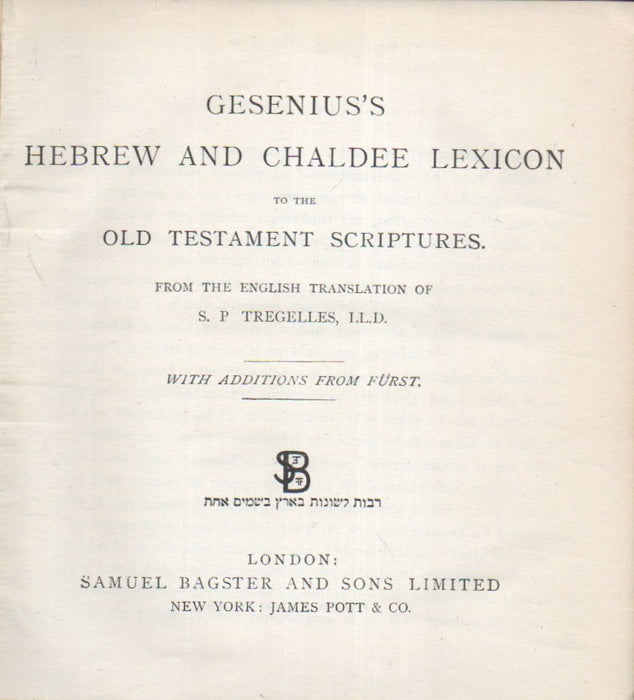 GESENIUS'S
HEBREW AND CHALDEE LEXICON
TO THE
OLD TESTAMENT SCRIPTURES.
FROM THE ENGLISH TRANSLATION OF
S. P TREGELLES, LL.D.
WITH ADDITIONS FROM FÜRST.
SB
רבות לשונות בארץ בשמים אחת
LONDON:
SAMUEL BAGSTER AND SONS LIMITED
NEW YORK: JAMES POTT & CO.